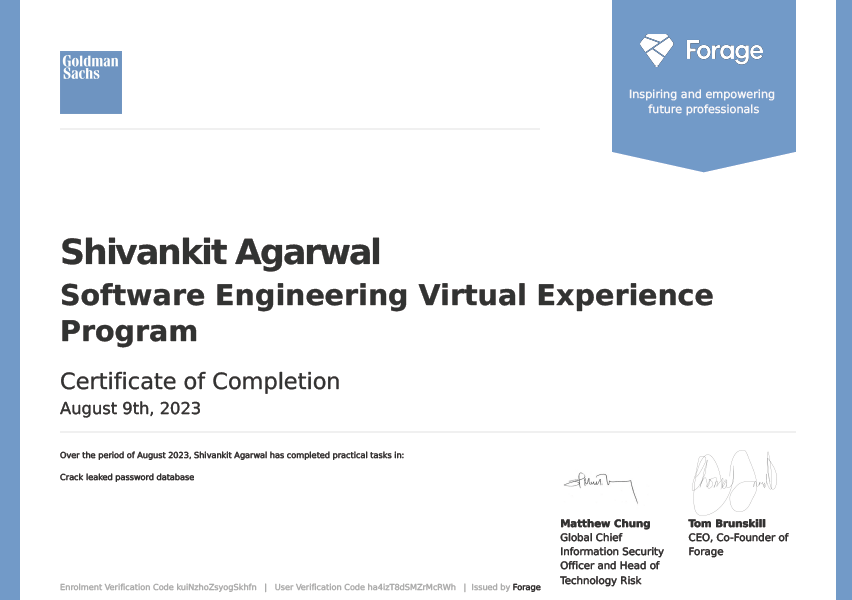 Goldman
Sachs
Forage
Inspiring and empowering
future professionals
Shivankit Agarwal
Software Engineering Virtual Experience
Program
Certificate of Completion
August 9th, 2023
Over the period of August 2023, Shivankit Agarwal has completed practical tasks in:
Crack leaked password database
Matthew Chung
Global Chief
Information Security
Officer and Head of
Technology Risk
Tom Brunskill
CEO, Co-Founder of
Forage
Enrolment Verification Code kuiNzhoZsyogSkhfn | User Verification Code ha4izT8dSMZrMcRWh | Issued by Forage